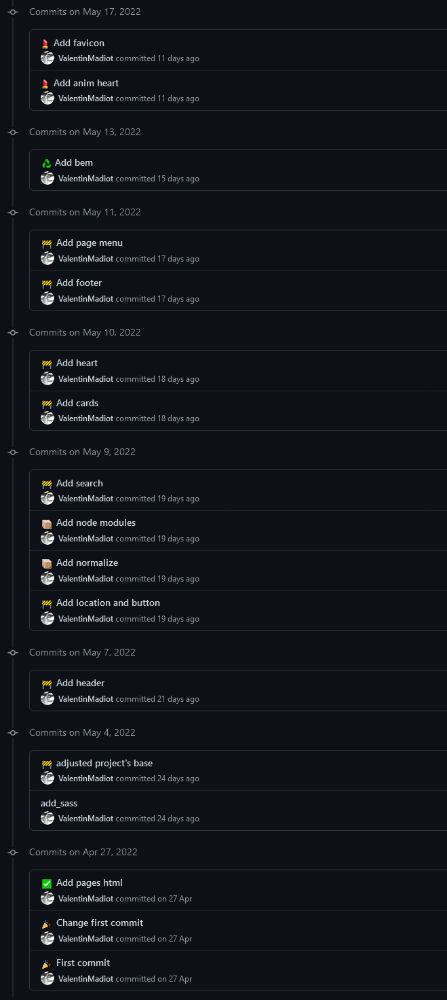 Commits on May 17, 2022
💄 Add favicon
ValentinMadiot committed 11 days ago
💄 Add anim heart
ValentinMadiot committed 11 days ago
Commits on May 13, 2022
♻️ Add bem
ValentinMadiot committed 15 days ago
Commits on May 11, 2022
🚧 Add page menu
ValentinMadiot committed 17 days ago
🚧 Add footer
ValentinMadiot committed 17 days ago
Commits on May 10, 2022
🚧 Add heart
ValentinMadiot committed 18 days ago
🚧 Add cards
ValentinMadiot committed 18 days ago
Commits on May 9, 2022
🚧 Add search
ValentinMadiot committed 19 days ago
📦 Add node modules
ValentinMadiot committed 19 days ago
📦 Add normalize
ValentinMadiot committed 19 days ago
🚧 Add location and button
ValentinMadiot committed 19 days ago
Commits on May 7, 2022
🚧 Add header
ValentinMadiot committed 21 days ago
Commits on May 4, 2022
🚧 adjusted project's base
ValentinMadiot committed 24 days ago
add_sass
ValentinMadiot committed 24 days ago
Commits on Apr 27, 2022
✅ Add pages html
ValentinMadiot committed on 27 Apr
🎉 Change first commit
ValentinMadiot committed on 27 Apr
🎉 First commit
ValentinMadiot committed on 27 Apr